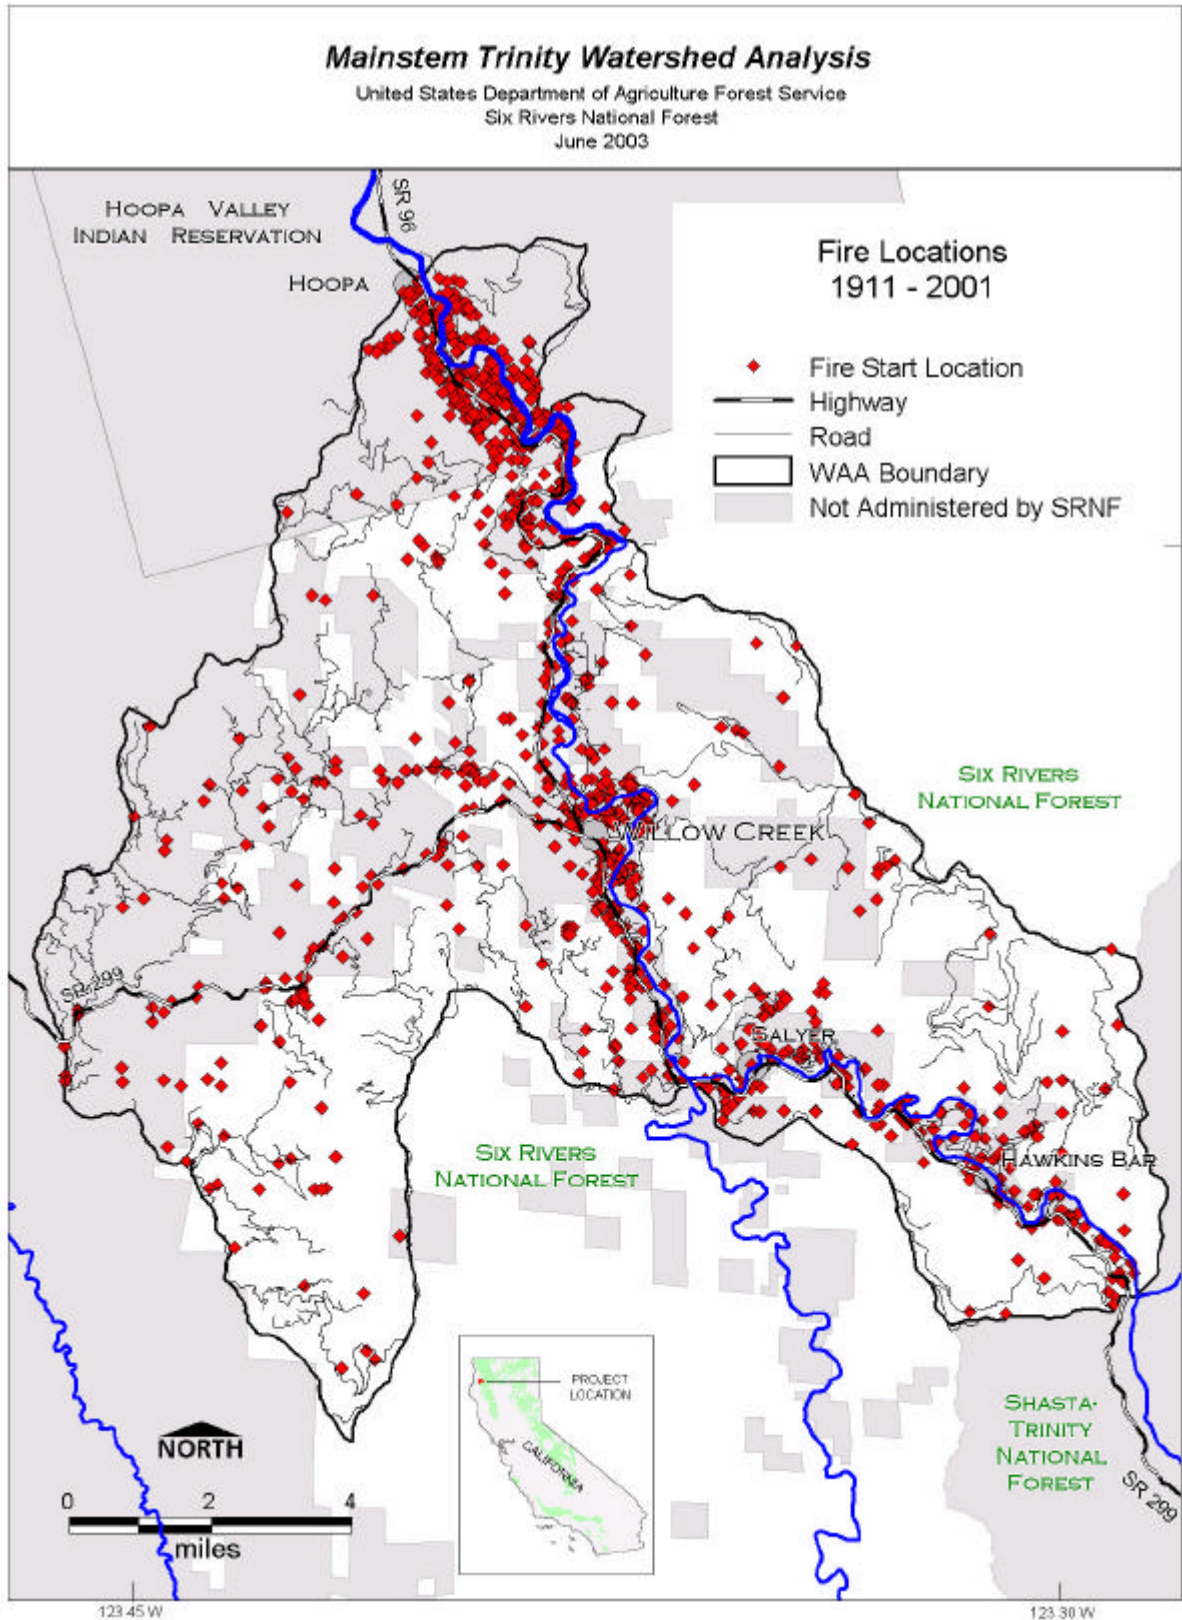 Mainstem Trinity Watershed Analysis
United States Department of Agriculture Forest Service
Six Rivers National Forest
June 2003
SR 96
HOOPA VALLEY
INDIAN RESERVATION
HOOPA
Fire Locations
1911 - 2001
Fire Start Location
Highway
Road
WAA Boundary
Not Administered by SRNF
SIX RIVERS
NATIONAL FOREST
WILLOW CREEK
SR 299
SALYER
SIX RIVERS
NATIONAL FOREST
HAWKINS BAR
PROJECT
LOCATION
CALIFORNIA
SHASTA-
TRINITY
NATIONAL
FOREST
SR 299
NORTH
0 2 4
miles
123 45 W
123 30 W